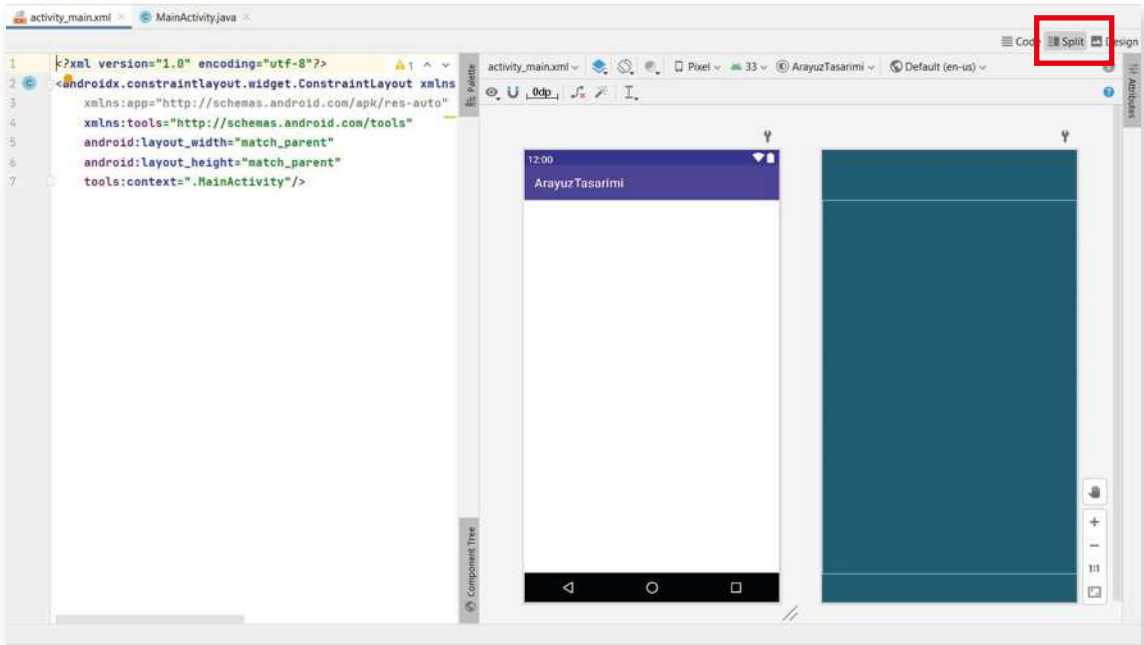 activity_main.xml
MainActivity.java
Code Split Design
1 <?xml version="1.0" encoding="utf-8"?> 1
2 <androidx.constraintlayout.widget.ConstraintLayout xmlns
3 xmlns:app="http://schemas.android.com/apk/res-auto"
4 xmlns:tools="http://schemas.android.com/tools"
5 android:layout_width="match_parent"
6 android:layout_height="match_parent"
7 tools:context=".MainActivity"/>
Palette
Component Tree
activity_main.xml Pixel 33 ArayuzTasarimi Default (en-us)
0dp
Attributes
12:00
ArayuzTasarimi
1:1